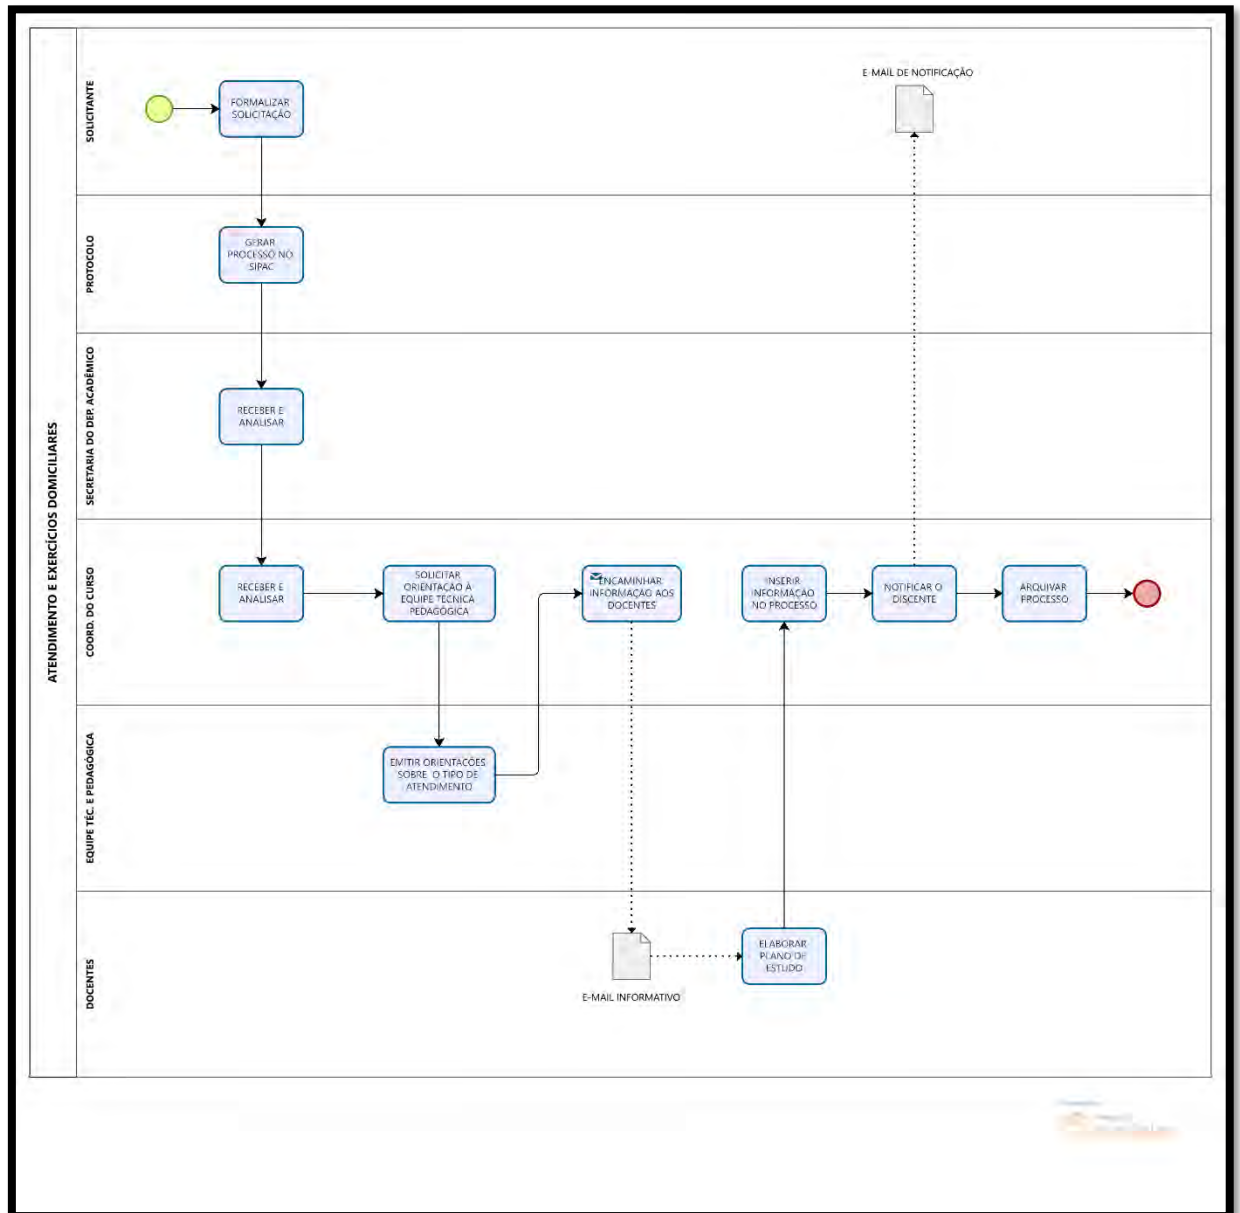 ATENDIMENTO E EXERCÍCIOS DOMICILIARES
SOLICITANTE
FORMALIZAR
SOLICITAÇÃO
E-MAIL DE NOTIFICAÇÃO
PROTOCOLO
GERAR
PROCESSO NO
SIPAC
SECRETARIA DO DEP. ACADÊMICO
RECEBER E
ANALISAR
COORD. DO CURSO
RECEBER E
ANALISAR
SOLICITAR
ORIENTAÇÃO À
EQUIPE TÉCNICA
PEDAGÓGICA
ENCAMINHAR
INFORMAÇÃO AOS
DOCENTES
INSERIR
INFORMAÇÃO
NO PROCESSO
NOTIFICAR O
DISCENTE
ARQUIVAR
PROCESSO
EQUIPE TÉC. E PEDAGÓGICA
EMITIR ORIENTAÇÕES
SOBRE O TIPO DE
ATENDIMENTO
DOCENTES
E-MAIL INFORMATIVO
ELABORAR
PLANO DE
ESTUDO